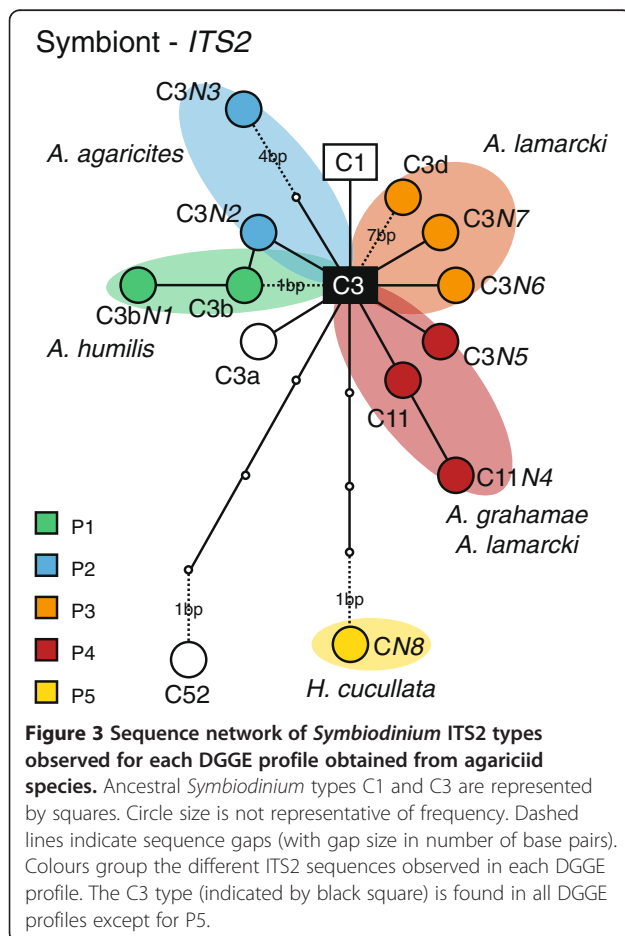 Symbiont - ITS2
C3N3
A. agaricites
4bp
C1
A. lamarcki
C3d
7bp
C3N7
C3N2
C3
C3N6
1bp
C3bN1
C3b
A. humilis
C3a
C3N5
C11
C11N4
A. grahamae
A. lamarcki
P1
P2
P3
P4
P5
1bp
C52
1bp
CN8
H. cucullata
Figure 3 Sequence network of Symbiodinium ITS2 types
observed for each DGGE profile obtained from agariciid
species. Ancestral Symbiodinium types C1 and C3 are represented
by squares. Circle size is not representative of frequency. Dashed
lines indicate sequence gaps (with gap size in number of base pairs).
Colours group the different ITS2 sequences observed in each DGGE
profile. The C3 type (indicated by black square) is found in all DGGE
profiles except for P5.